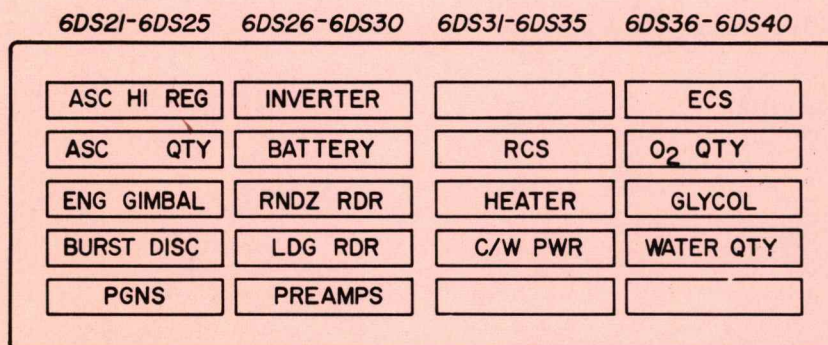 6DS21-6DS25 6DS26-6DS30 6DS31-6DS35 6DS36-6DS40
ASC HI REG INVERTER ECS
ASC QTY BATTERY RCS O2 QTY
ENG GIMBAL RNDZ RDR HEATER GLYCOL
BURST DISC LDG RDR C/W PWR WATER QTY
PGNS PREAMPS